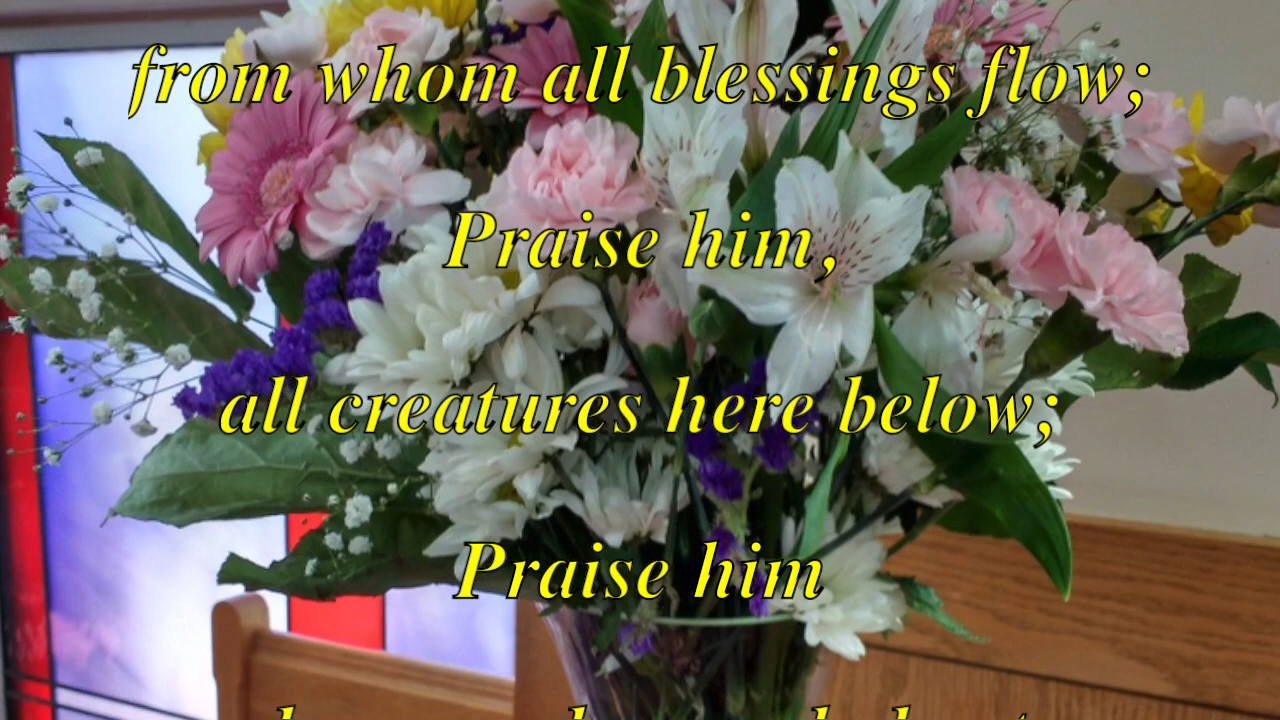 from whom all blessings flow;
Praise him,
all creatures here below;
Praise him